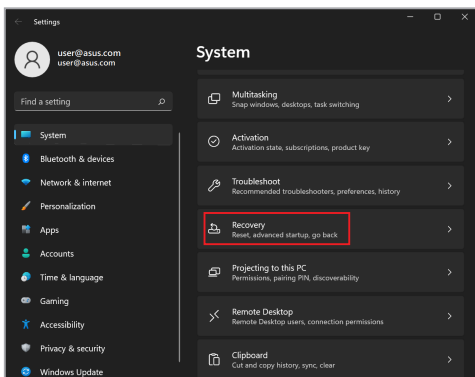 Settings
user@asus.com
user@asus.com
Find a setting
System
Bluetooth & devices
Network & internet
Personalization
Apps
Accounts
Time & language
Gaming
Accessibility
Privacy & security
Windows Update
System
Multitasking
Snap windows, desktops, task switching
Activation
Activation state, subscriptions, product key
Troubleshoot
Recommended troubleshooters, preferences, history
Recovery
Reset, advanced startup, go back
Projecting to this PC
Permissions, pairing PIN, discoverability
Remote Desktop
Remote Desktop users, connection permissions
Clipboard
Cut and copy history, sync, clear